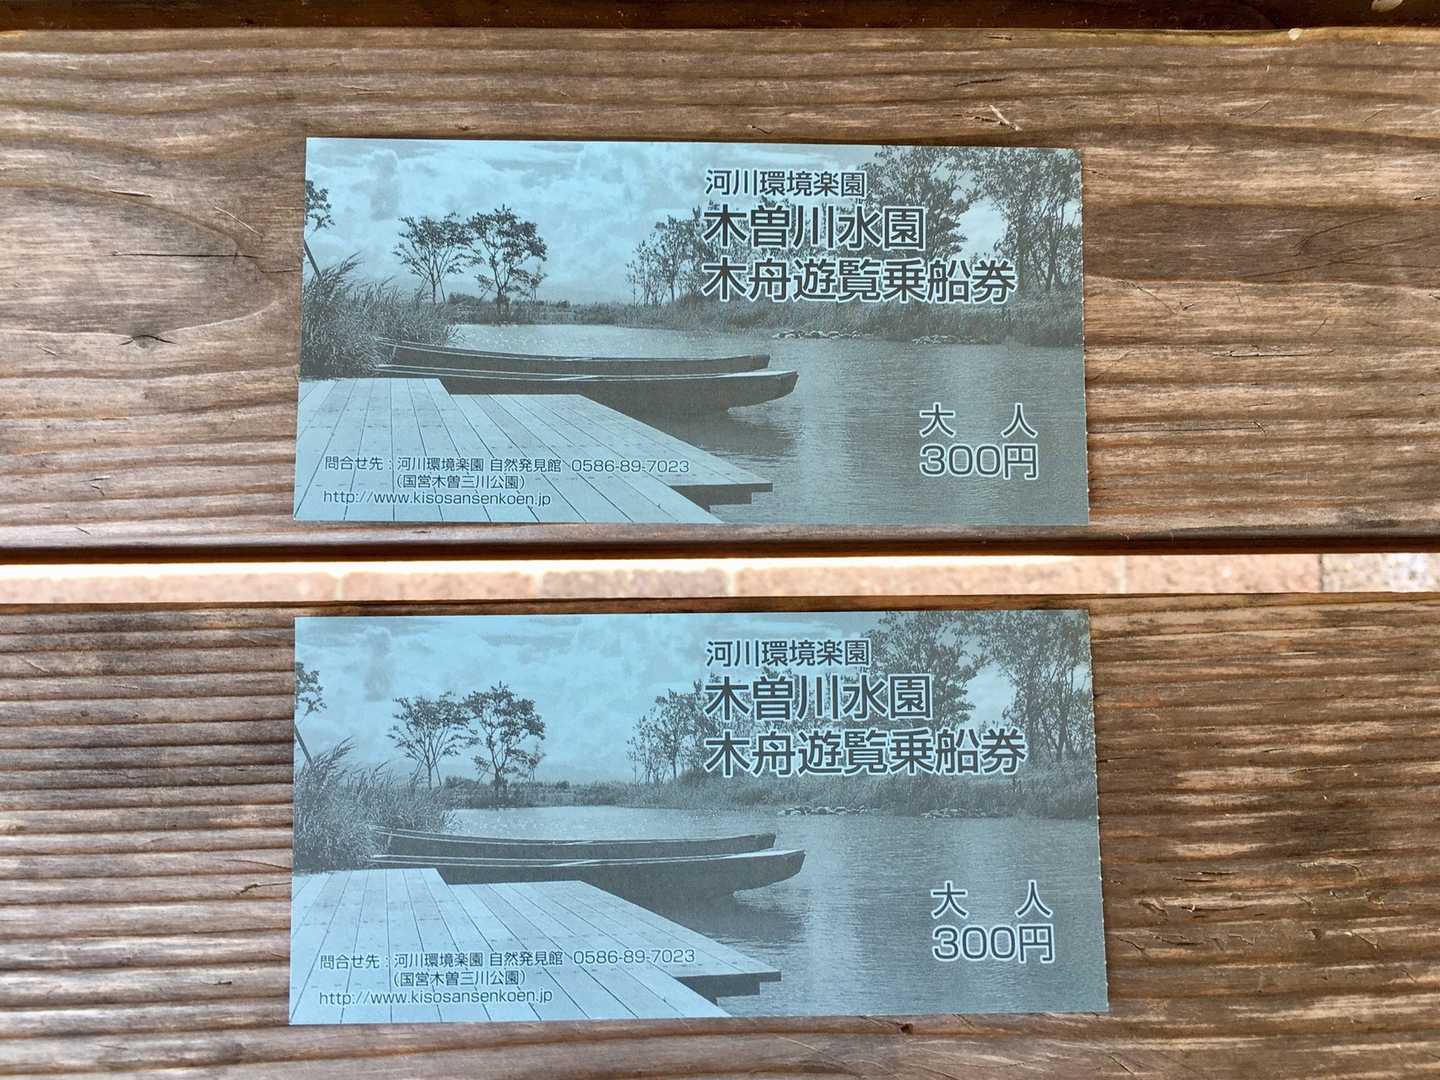 河川環境楽園
木曽川水園
木舟遊覧乗船券
大 人
300円
問合せ先:河川環境楽園 自然発見館 0586-89-7023
(国営木曽三川公園)
http://www.kisosansenkoen.jp
河川環境楽園
木曽川水園
木舟遊覧乗船券
大 人
300円
問合せ先:河川環境楽園 自然発見館 0586-89-7023
(国営木曽三川公園)
http://www.kisosansenkoen.jp